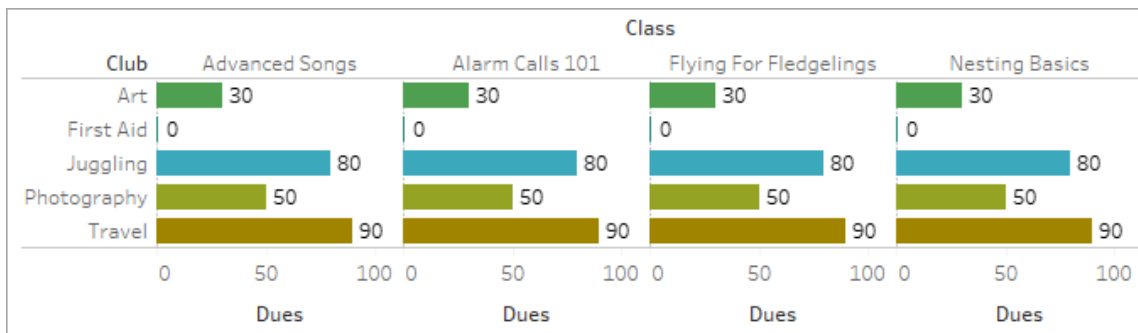 Class
Club Advanced Songs Alarm Calls 101 Flying For Fledgelings Nesting Basics
Art 30 30 30 30
First Aid 0 0 0 0
Juggling 80 80 80 80
Photography 50 50 50 50
Travel 90 90 90 90
0 50 100 0 50 100 0 50 100 0 50 100
Dues Dues Dues Dues